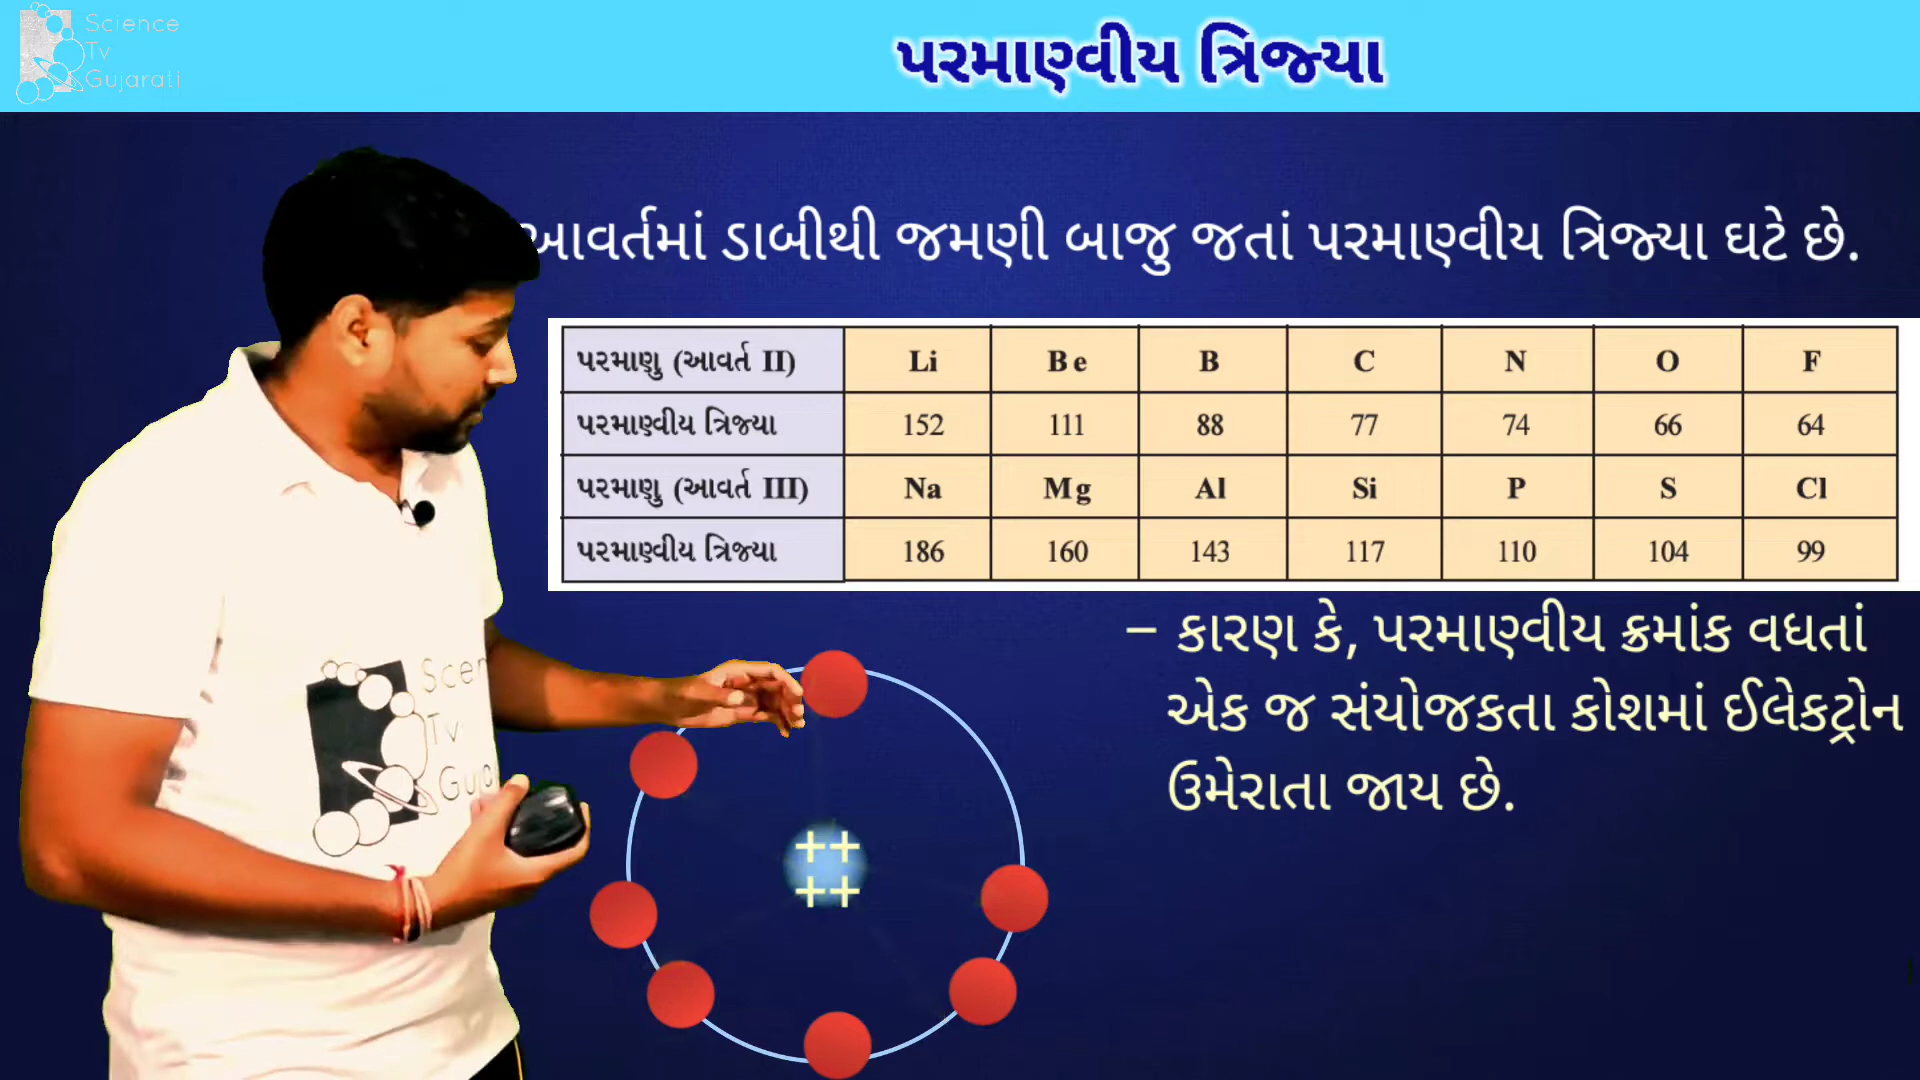 Science
Tv
Gujarati
પરમાણ્વીય ત્રિજ્યા
આવર્તમાં ડાબીથી જમણી બાજુ જતાં પરમાણ્વીય ત્રિજ્યા ઘટે છે.
પરમાણુ (આવર્ત II) Li Be B C N O F
પરમાણ્વીય ત્રિજ્યા 152 111 88 77 74 66 64
પરમાણુ (આવર્ત III) Na Mg Al Si P S Cl
પરમાણ્વીય ત્રિજ્યા 186 160 143 117 110 104 99
– કારણ કે, પરમાણ્વીય ક્રમાંક વધતાં
એક જ સંયોજકતા કોશમાં ઈલેક્ટ્રોન
ઉમેરાતા જાય છે.
++
++
Tv